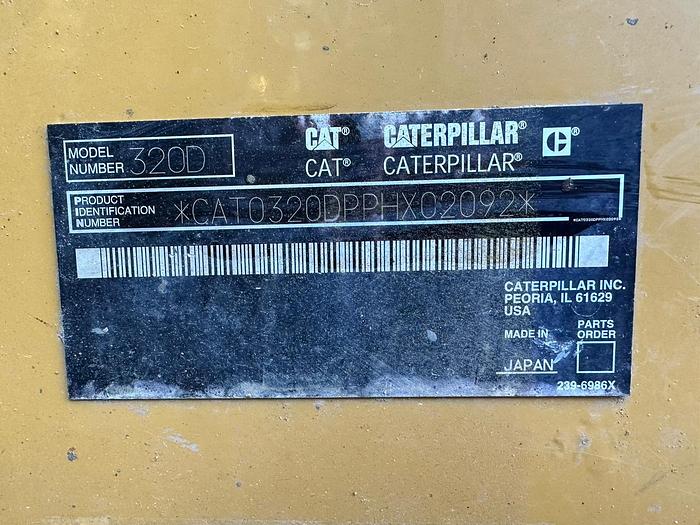 MODEL NUMBER 320D
CAT® CATERPILLAR® C®
CAT® CATERPILLAR®
PRODUCT IDENTIFICATION NUMBER *CAT0320DPPHX02092*
*CAT0320DPPHX02092*
CATERPILLAR INC.
PEORIA, IL 61629
USA
MADE IN JAPAN
PARTS ORDER
239-6986X